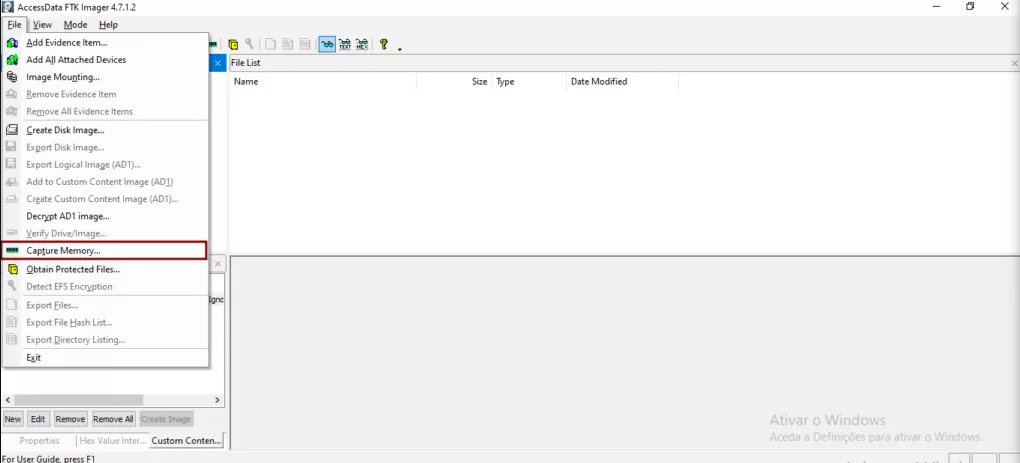 AccessData FTK Imager 4.7.1.2
File View Mode Help
Add Evidence Item...
Add All Attached Devices
Image Mounting...
Remove Evidence Item
Remove All Evidence Items
Create Disk Image...
Export Disk Image...
Export Logical Image (AD1)...
Add to Custom Content Image (AD1)
Create Custom Content Image (AD1)...
Decrypt AD1 image...
Verify Drive/Image...
Capture Memory...
Obtain Protected Files...
Detect EFS Encryption
Export Files...
Export File Hash List...
Export Directory Listing...
Exit
TEXT HEX
File List
Name Size Type Date Modified
New Edit Remove Remove All Create Image
Properties Hex Value Inter... Custom Conten...
For User Guide, press F1
Ativar o Windows
Aceda a Definições para ativar o Windows.